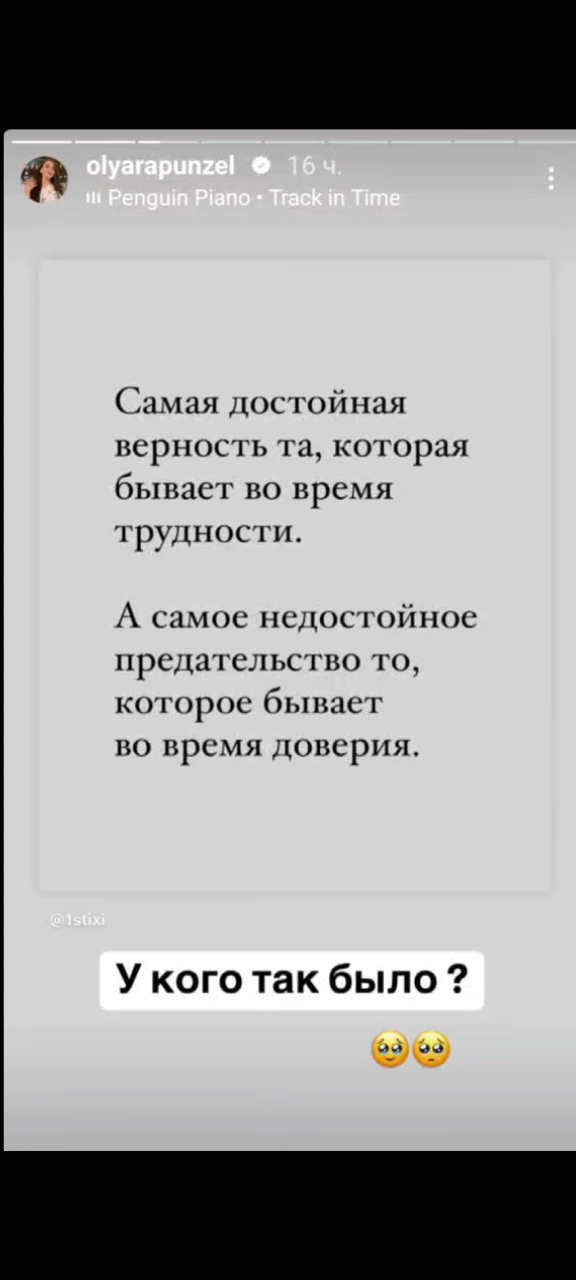 olyarapunzel 16 ч.
Penguin Piano • Track in Time
Самая достойная
верность та, которая
бывает во время
трудности.
А самое недостойное
предательство то,
которое бывает
во время доверия.
@1stixi
У кого так было ?
🥹🥺